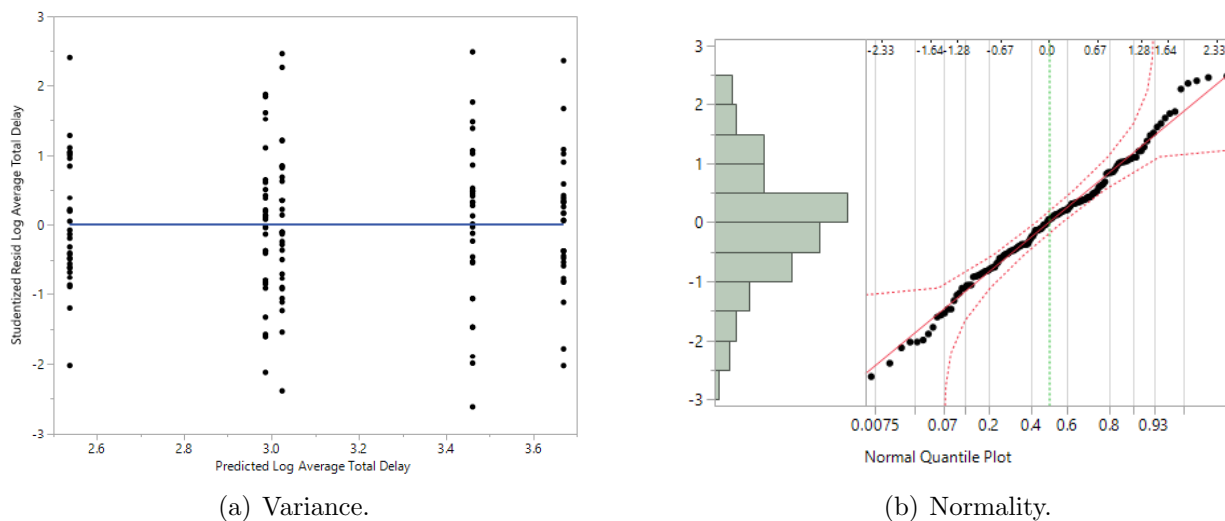 3
2
1
0
-1
-2
-3
Studentized Resid Log Average Total Delay
2.6 2.8 3.0 3.2 3.4 3.6
Predicted Log Average Total Delay
(a) Variance.
3
2
1
0
-1
-2
-3
-2.33 -1.64 -1.28 -0.67 0.0 0.67 1.28 1.64 2.33
0.0075 0.07 0.2 0.4 0.6 0.8 0.93
Normal Quantile Plot
(b) Normality.